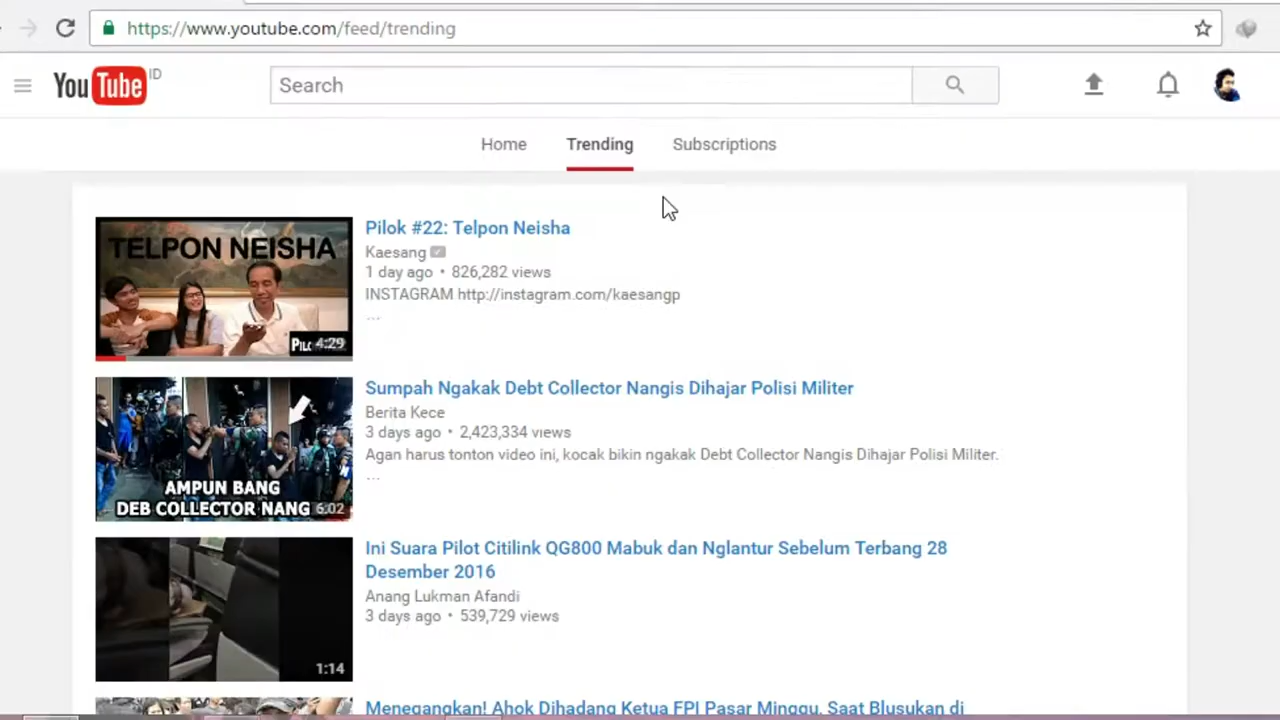 https://www.youtube.com/feed/trending
YouTube ID
Search
Home
Trending
Subscriptions
TELPON NEISHA
4:29
Pilok #22: Telpon Neisha
Kaesang
1 day ago • 826,282 views
INSTAGRAM http://instagram.com/kaesangp
...
AMPUN BANG
DEB COLLECTOR NANG
6:02
Sumpah Ngakak Debt Collector Nangis Dihajar Polisi Militer
Berita Kece
3 days ago • 2,423,334 views
Agan harus tonton video ini, kocak bikin ngakak Debt Collector Nangis Dihajar Polisi Militer.
...
1:14
Ini Suara Pilot Citilink QG800 Mabuk dan Nglantur Sebelum Terbang 28
Desember 2016
Anang Lukman Afandi
3 days ago • 539,729 views
Menegangkan! Ahok Dihadang Ketua FPI Pasar Minggu, Saat Blusukan di